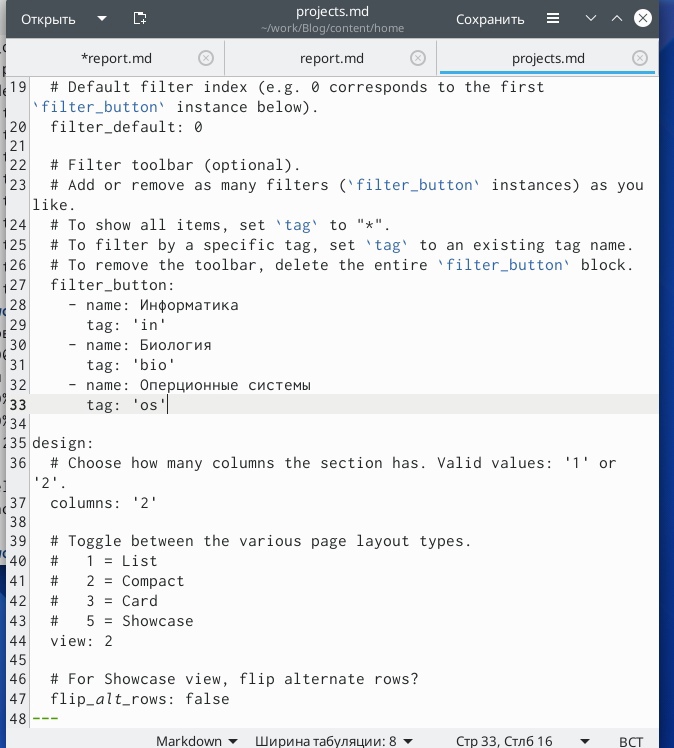 Открыть
projects.md
~/work/Blog/content/home
Сохранить
*report.md
report.md
projects.md
19 # Default filter index (e.g. 0 corresponds to the first
`filter_button` instance below).
20 filter_default: 0
21
22 # Filter toolbar (optional).
23 # Add or remove as many filters (`filter_button` instances) as you
like.
24 # To show all items, set `tag` to "*".
25 # To filter by a specific tag, set `tag` to an existing tag name.
26 # To remove the toolbar, delete the entire `filter_button` block.
27 filter_button:
28 - name: Информатика
29 tag: 'in'
30 - name: Биология
31 tag: 'bio'
32 - name: Оперционные системы
33 tag: 'os'
34
35 design:
36 # Choose how many columns the section has. Valid values: '1' or
'2'.
37 columns: '2'
38
39 # Toggle between the various page layout types.
40 # 1 = List
41 # 2 = Compact
42 # 3 = Card
43 # 5 = Showcase
44 view: 2
45
46 # For Showcase view, flip alternate rows?
47 flip_alt_rows: false
48 ---
Markdown
Ширина табуляции: 8
Стр 33, Стлб 16
ВСТ